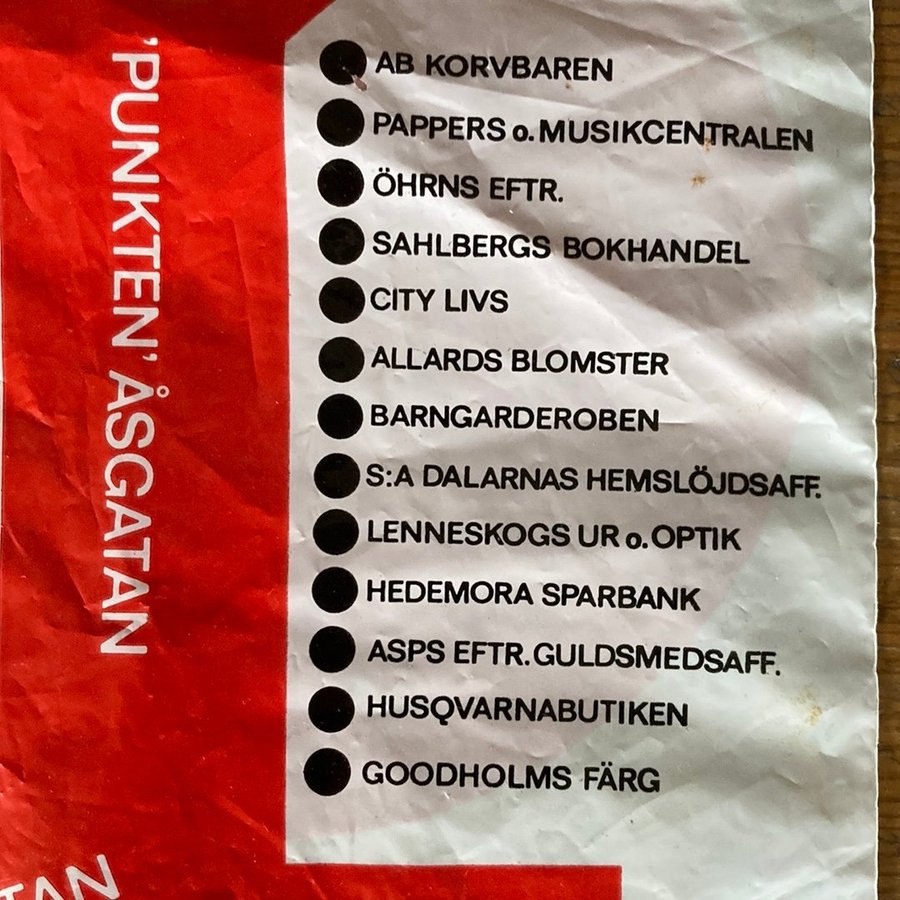 'PUNKTEN' ÅSGATAN
AB KORVBAREN
PAPPERS o. MUSIKCENTRALEN
ÖHRNS EFTR.
SAHLBERGS BOKHANDEL
CITY LIVS
ALLARDS BLOMSTER
BARNGARDEROBEN
S:A DALARNAS HEMSLÖJDSAFF.
LENNESKOGS UR o. OPTIK
HEDEMORA SPARBANK
ASPS EFTR. GULDSMEDSAFF.
HUSQVARNABUTIKEN
GOODHOLMS FÄRG